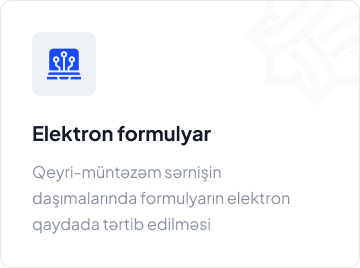 Elektron formulyar
Qeyri-müntəzəm sərnişin
daşımalarında formulyarın elektron
qaydada tərtib edilməsi